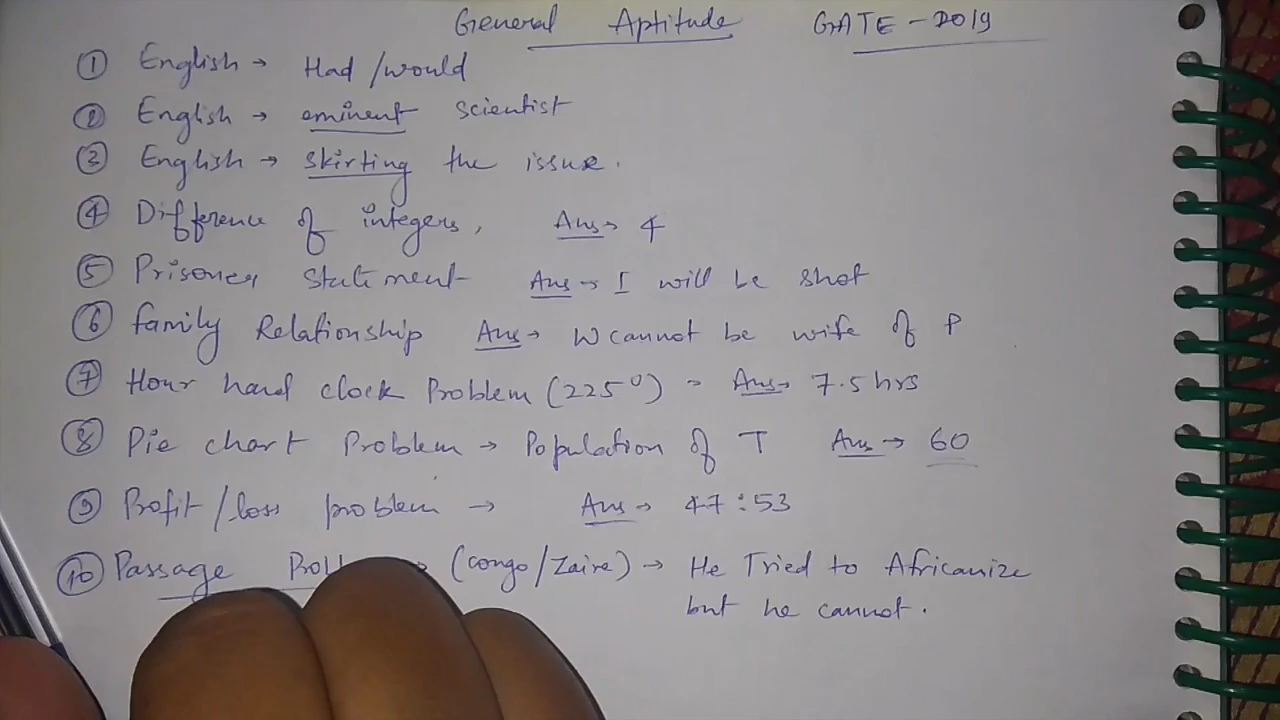 General Aptitude GATE - 2019
① English → Had / would
② English → eminent scientist
③ English → skirting the issue.
④ Difference of integers, Ans → 4
⑤ Prisoner statement Ans → I will be shot
⑥ family Relationship Ans → W cannot be wife of P
⑦ Hour hand clock Problem (225°) - Ans → 7.5 hrs
⑧ Pie chart Problem → Population of T Ans → 60
⑨ Profit / loss problem → Ans → 47:53
⑩ Passage (Congo / Zaire) → He Tried to Africanize
but he cannot.